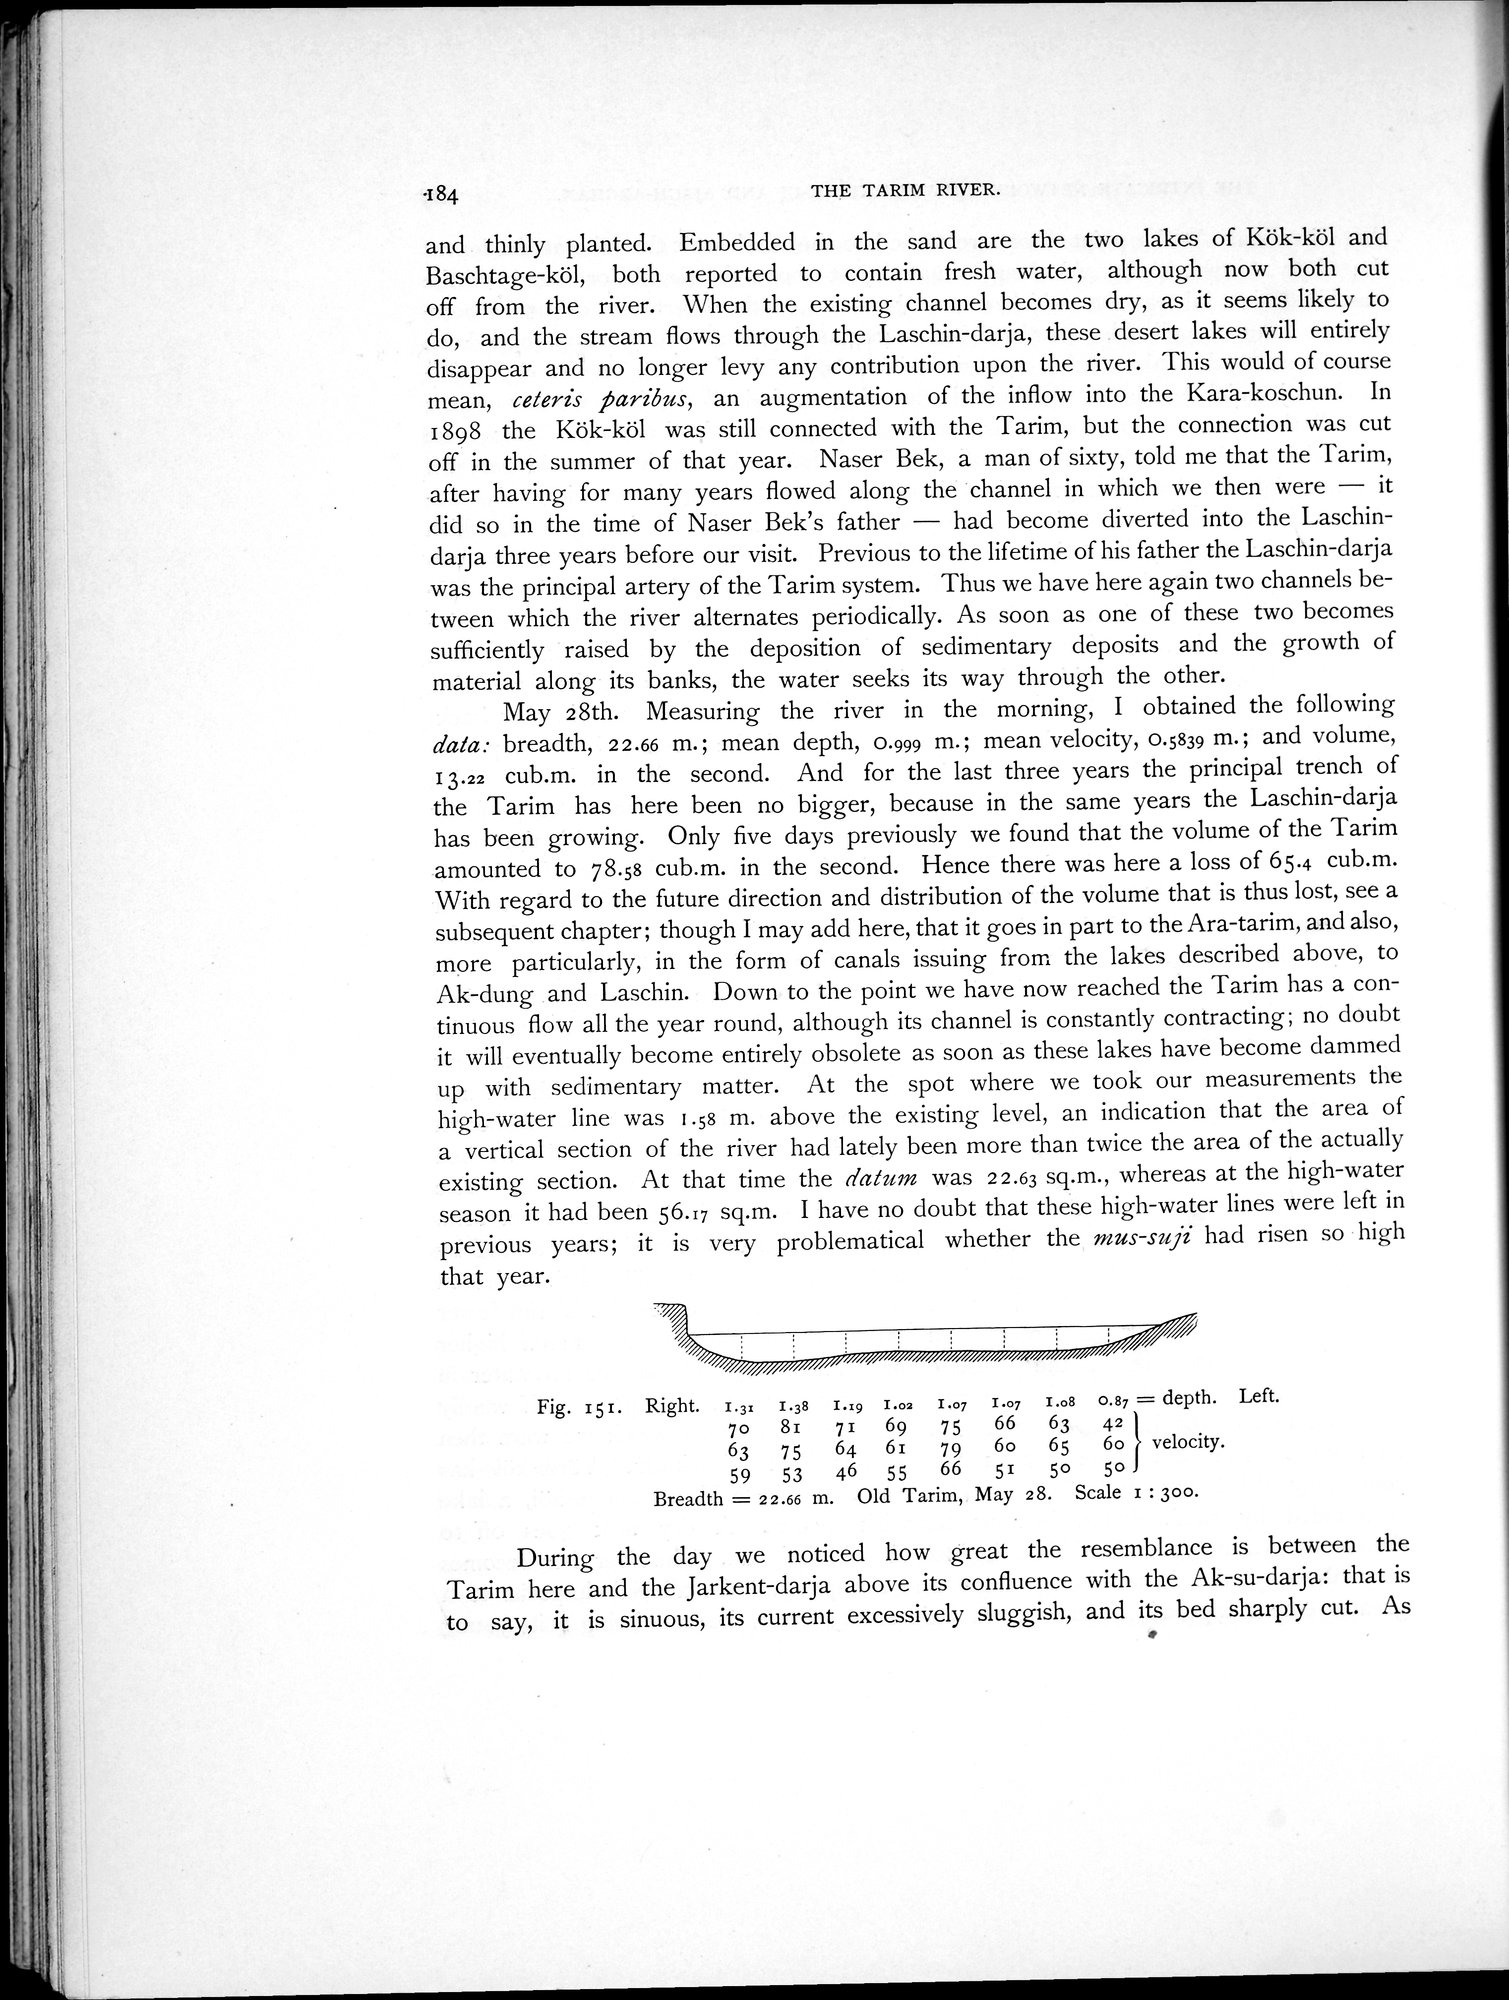 184
THE TARIM RIVER.
and thinly planted. Embedded in the sand are the two lakes of Kök-köl and
Baschtage-köl, both reported to contain fresh water, although now both cut
off from the river. When the existing channel becomes dry, as it seems likely to
do, and the stream flows through the Laschin-darja, these desert lakes will entirely
disappear and no longer levy any contribution upon the river. This would of course
mean, ceteris paribus, an augmentation of the inflow into the Kara-koschun. In
1898 the Kök-köl was still connected with the Tarim, but the connection was cut
off in the summer of that year. Naser Bek, a man of sixty, told me that the Tarim,
after having for many years flowed along the channel in which we then were — it
did so in the time of Naser Bek's father — had become diverted into the Laschin-
darja three years before our visit. Previous to the lifetime of his father the Laschin-darja
was the principal artery of the Tarim system. Thus we have here again two channels be-
tween which the river alternates periodically. As soon as one of these two becomes
sufficiently raised by the deposition of sedimentary deposits and the growth of
material along its banks, the water seeks its way through the other.
May 28th. Measuring the river in the morning, I obtained the following
data: breadth, 22.66 m.; mean depth, 0.999 m.; mean velocity, 0.5839 m.; and volume,
13.22 cub.m. in the second. And for the last three years the principal trench of
the Tarim has here been no bigger, because in the same years the Laschin-darja
has been growing. Only five days previously we found that the volume of the Tarim
amounted to 78.58 cub.m. in the second. Hence there was here a loss of 65.4 cub.m.
With regard to the future direction and distribution of the volume that is thus lost, see a
subsequent chapter; though I may add here, that it goes in part to the Ara-tarim, and also,
more particularly, in the form of canals issuing from the lakes described above, to
Ak-dung and Laschin. Down to the point we have now reached the Tarim has a con-
tinuous flow all the year round, although its channel is constantly contracting; no doubt
it will eventually become entirely obsolete as soon as these lakes have become dammed
up with sedimentary matter. At the spot where we took our measurements the
high-water line was 1.58 m. above the existing level, an indication that the area of
a vertical section of the river had lately been more than twice the area of the actually
existing section. At that time the datum was 22.63 sq.m., whereas at the high-water
season it had been 56.17 sq.m. I have no doubt that these high-water lines were left in
previous years; it is very problematical whether the mus-suji had risen so high
that year.
Fig. 151. Right. 1.31 1.38 1.19 1.02 1.07 1.07 1.08 0.87 = depth. Left.
70 81 71 69 75 66 63 42
63 75 64 61 79 60 65 60 } velocity.
59 53 46 55 66 51 50 50
Breadth = 22.66 m. Old Tarim, May 28. Scale 1 : 300.
During the day we noticed how great the resemblance is between the
Tarim here and the Jarkent-darja above its confluence with the Ak-su-darja: that is
to say, it is sinuous, its current excessively sluggish, and its bed sharply cut. As